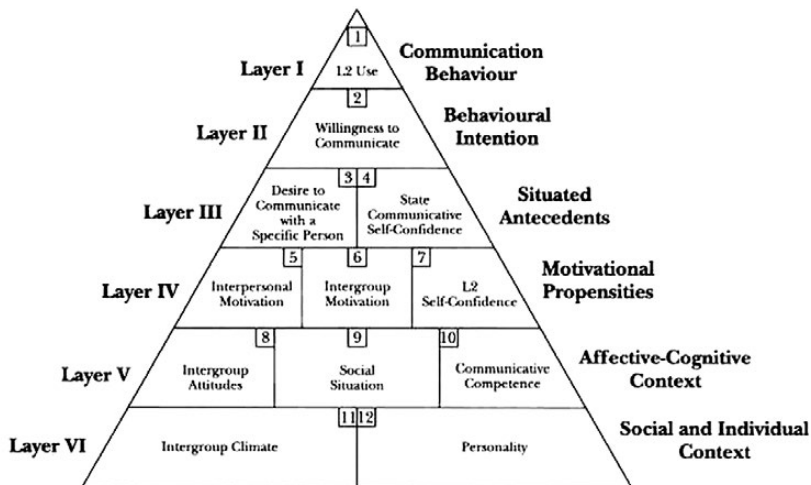 1
Layer I
L2 Use
Communication
Behaviour
2
Layer II
Willingness to
Communicate
Behavioural
Intention
3 4
Layer III
Desire to
Communicate
with a
Specific Person
State
Communicative
Self-Confidence
Situated
Antecedents
5 6 7
Layer IV
Interpersonal
Motivation
Intergroup
Motivation
L2
Self-Confidence
Motivational
Propensities
8 9 10
Layer V
Intergroup
Attitudes
Social
Situation
Communicative
Competence
Affective-Cognitive
Context
11 12
Layer VI
Intergroup Climate
Personality
Social and Individual
Context